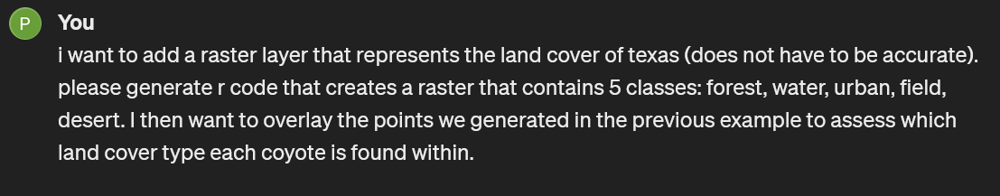 P
You
i want to add a raster layer that represents the land cover of texas (does not have to be accurate).
please generate r code that creates a raster that contains 5 classes: forest, water, urban, field,
desert. I then want to overlay the points we generated in the previous example to assess which
land cover type each coyote is found within.